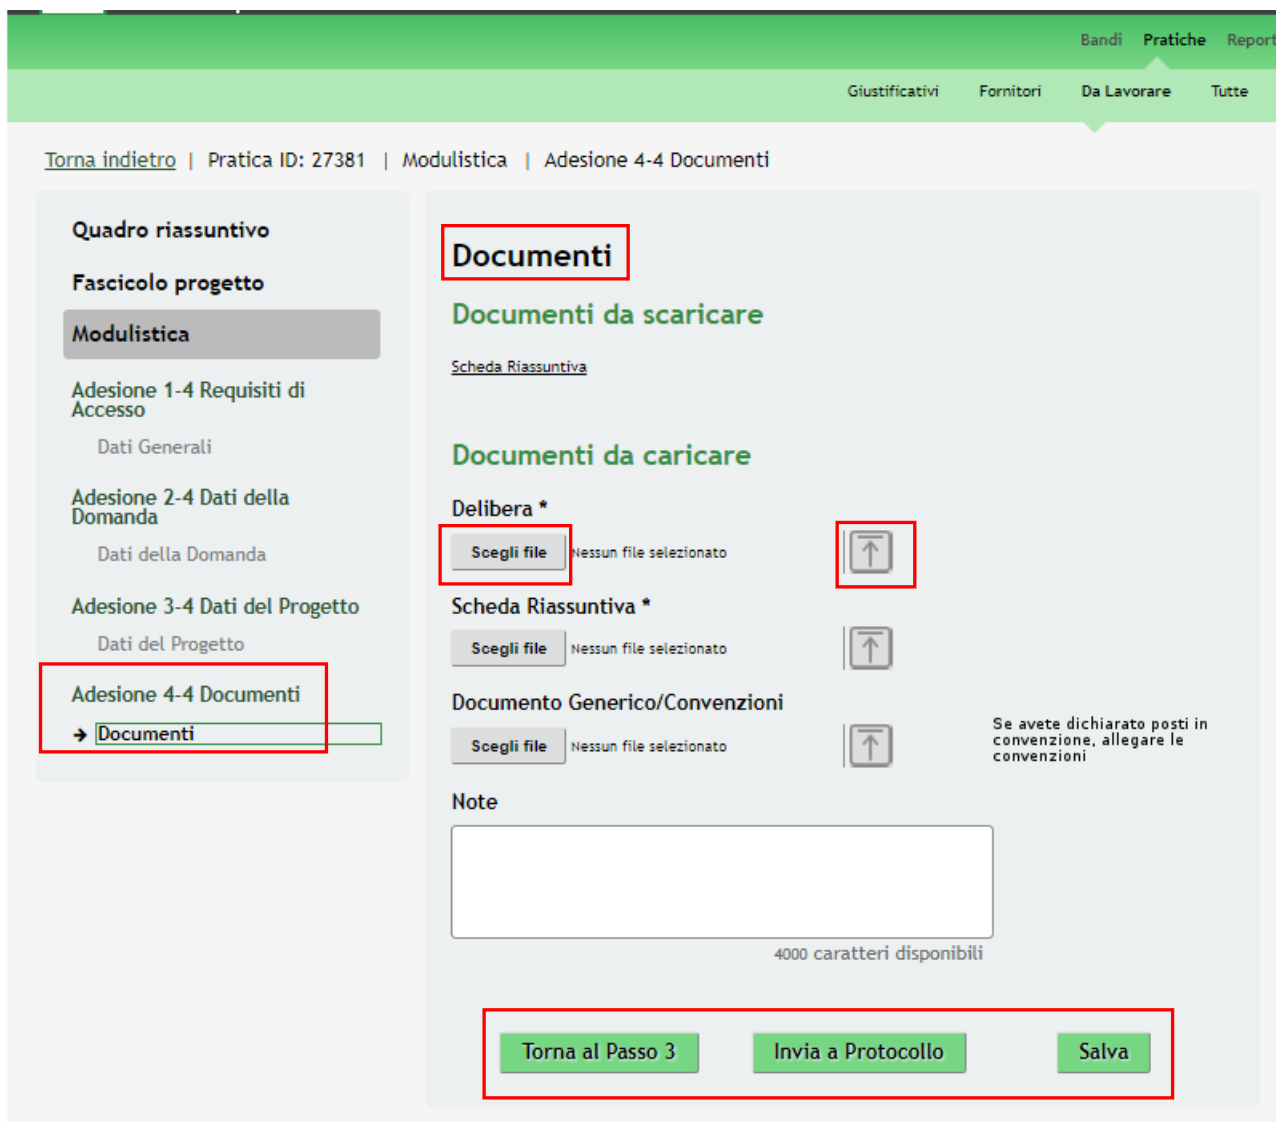 Bandi Pratiche Report
Giustificativi Fornitori Da Lavorare Tutte
Torna indietro | Pratica ID: 27381 | Modulistica | Adesione 4-4 Documenti
Quadro riassuntivo
Fascicolo progetto
Modulistica
Adesione 1-4 Requisiti di
Accesso
Dati Generali
Adesione 2-4 Dati della
Domanda
Dati della Domanda
Adesione 3-4 Dati del Progetto
Dati del Progetto
Adesione 4-4 Documenti
Documenti
Documenti
Documenti da scaricare
Scheda Riassuntiva
Documenti da caricare
Delibera *
Scegli file Nessun file selezionato
Scheda Riassuntiva *
Scegli file Nessun file selezionato
Documento Generico/Convenzioni
Scegli file Nessun file selezionato
Se avete dichiarato posti in
convenzione, allegare le
convenzioni
Note
4000 caratteri disponibili
Torna al Passo 3 Invia a Protocollo Salva